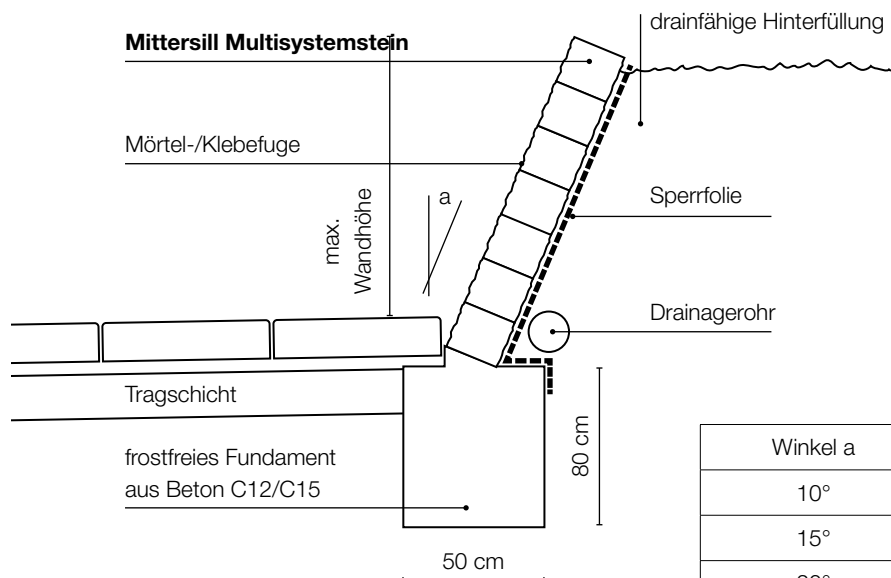 drainfähige Hinterfüllung
Mittersill Multisystemstein
Mörtel-/Klebefuge
a
max.
Wandhöhe
Sperrfolie
Drainagerohr
Tragschicht
frostfreies Fundament
aus Beton C12/C15
80 cm
50 cm
Winkel a
10°
15°